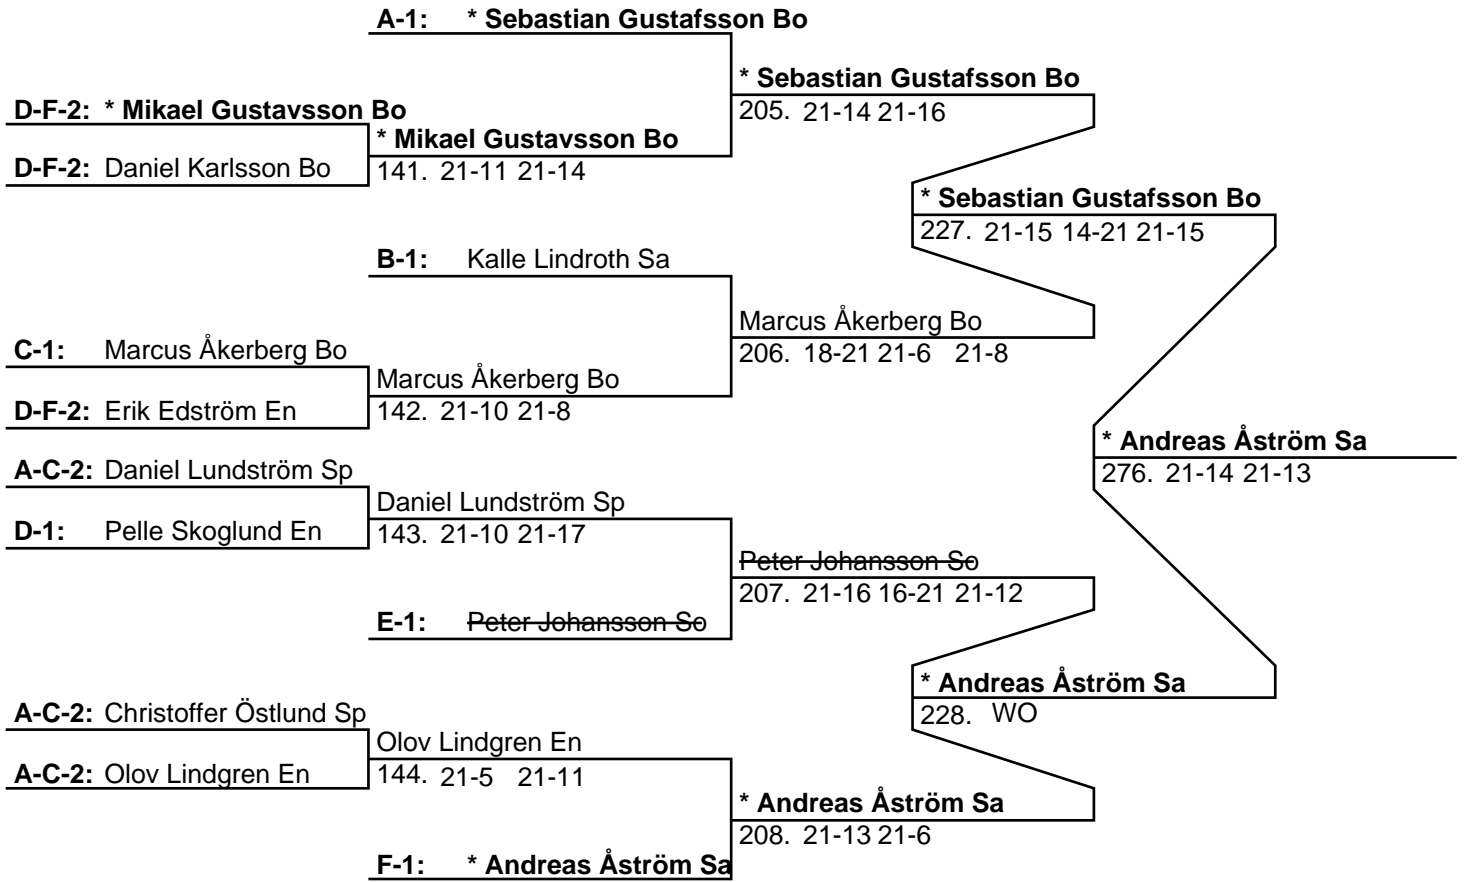 A-1: * Sebastian Gustafsson Bo
* Sebastian Gustafsson Bo
205. 21-14 21-16
D-F-2: * Mikael Gustavsson Bo
* Mikael Gustavsson Bo
D-F-2: Daniel Karlsson Bo
141. 21-11 21-14
* Sebastian Gustafsson Bo
227. 21-15 14-21 21-15
B-1: Kalle Lindroth Sa
Marcus Åkerberg Bo
206. 18-21 21-6 21-8
C-1: Marcus Åkerberg Bo
Marcus Åkerberg Bo
D-F-2: Erik Edström En
142. 21-10 21-8
* Andreas Åström Sa
276. 21-14 21-13
A-C-2: Daniel Lundström Sp
Daniel Lundström Sp
D-1: Pelle Skoglund En
143. 21-10 21-17
Peter Johansson So
207. 21-16 16-21 21-12
E-1: Peter Johansson So
* Andreas Åström Sa
228. WO
A-C-2: Christoffer Östlund Sp
Olov Lindgren En
A-C-2: Olov Lindgren En
144. 21-5 21-11
* Andreas Åström Sa
208. 21-13 21-6
F-1: * Andreas Åström Sa